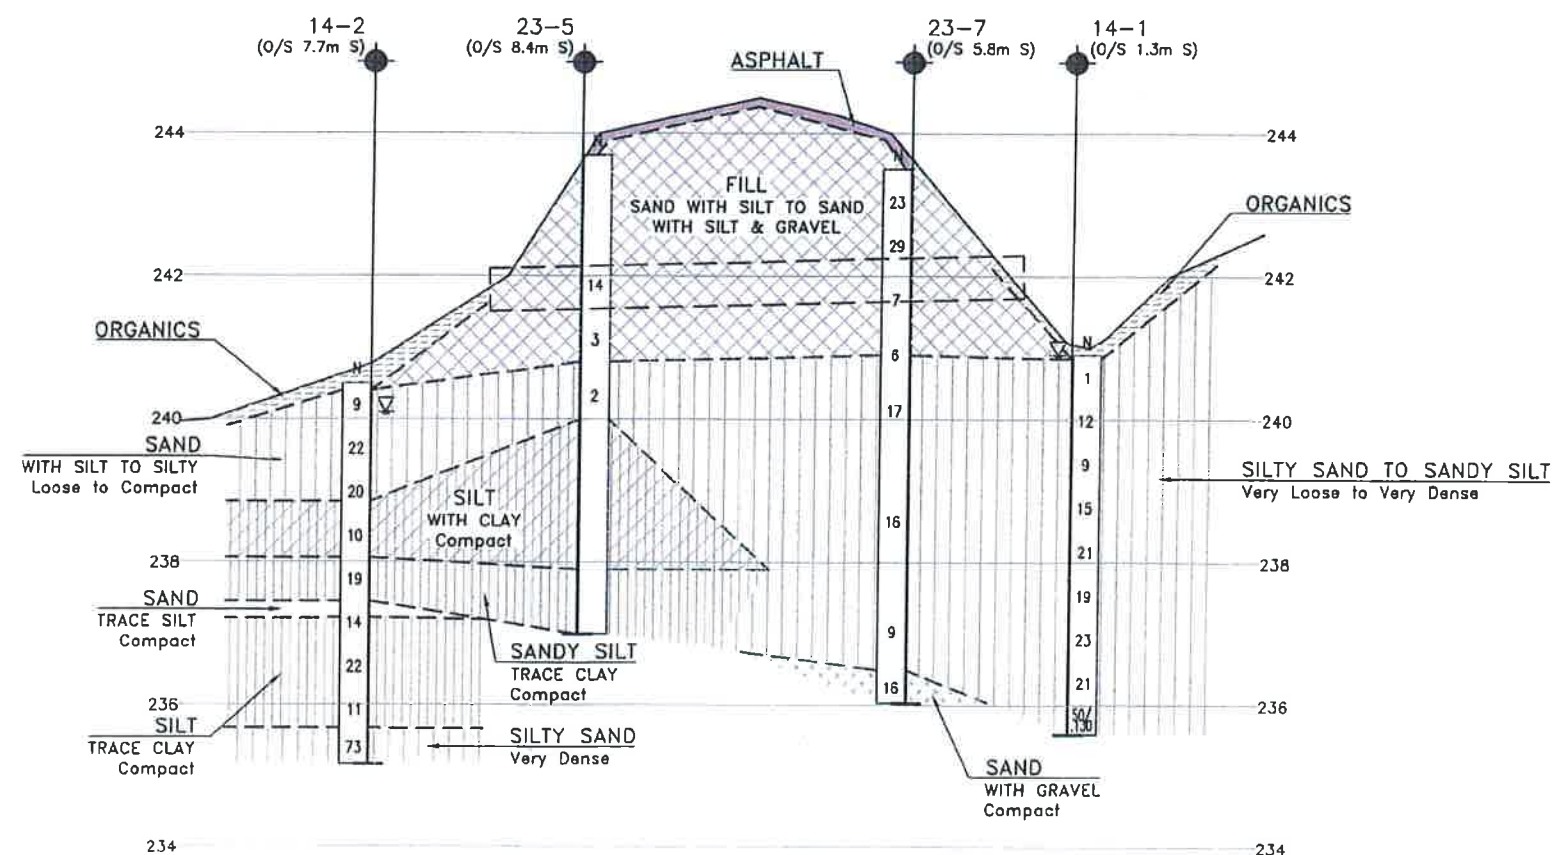 14-2
(O/S 7.7m S)
23-5
(O/S 8.4m S)
23-7
(O/S 5.8m S)
14-1
(O/S 1.3m S)
ASPHALT
244
244
N
N
FILL
SAND WITH SILT TO SAND
WITH SILT & GRAVEL
23
29
ORGANICS
242
242
14
7
ORGANICS
3
6
N
N
9
2
17
1
240
240
12
SAND
WITH SILT TO SILTY
Loose to Compact
22
9
SILTY SAND TO SANDY SILT
Very Loose to Very Dense
20
SILT
WITH CLAY
Compact
16
15
10
21
238
238
19
19
SAND
TRACE SILT
Compact
14
9
23
SANDY SILT
TRACE CLAY
Compact
22
16
21
236
236
11
50/
.130
SILT
TRACE CLAY
Compact
73
SILTY SAND
Very Dense
SAND
WITH GRAVEL
Compact
234
234